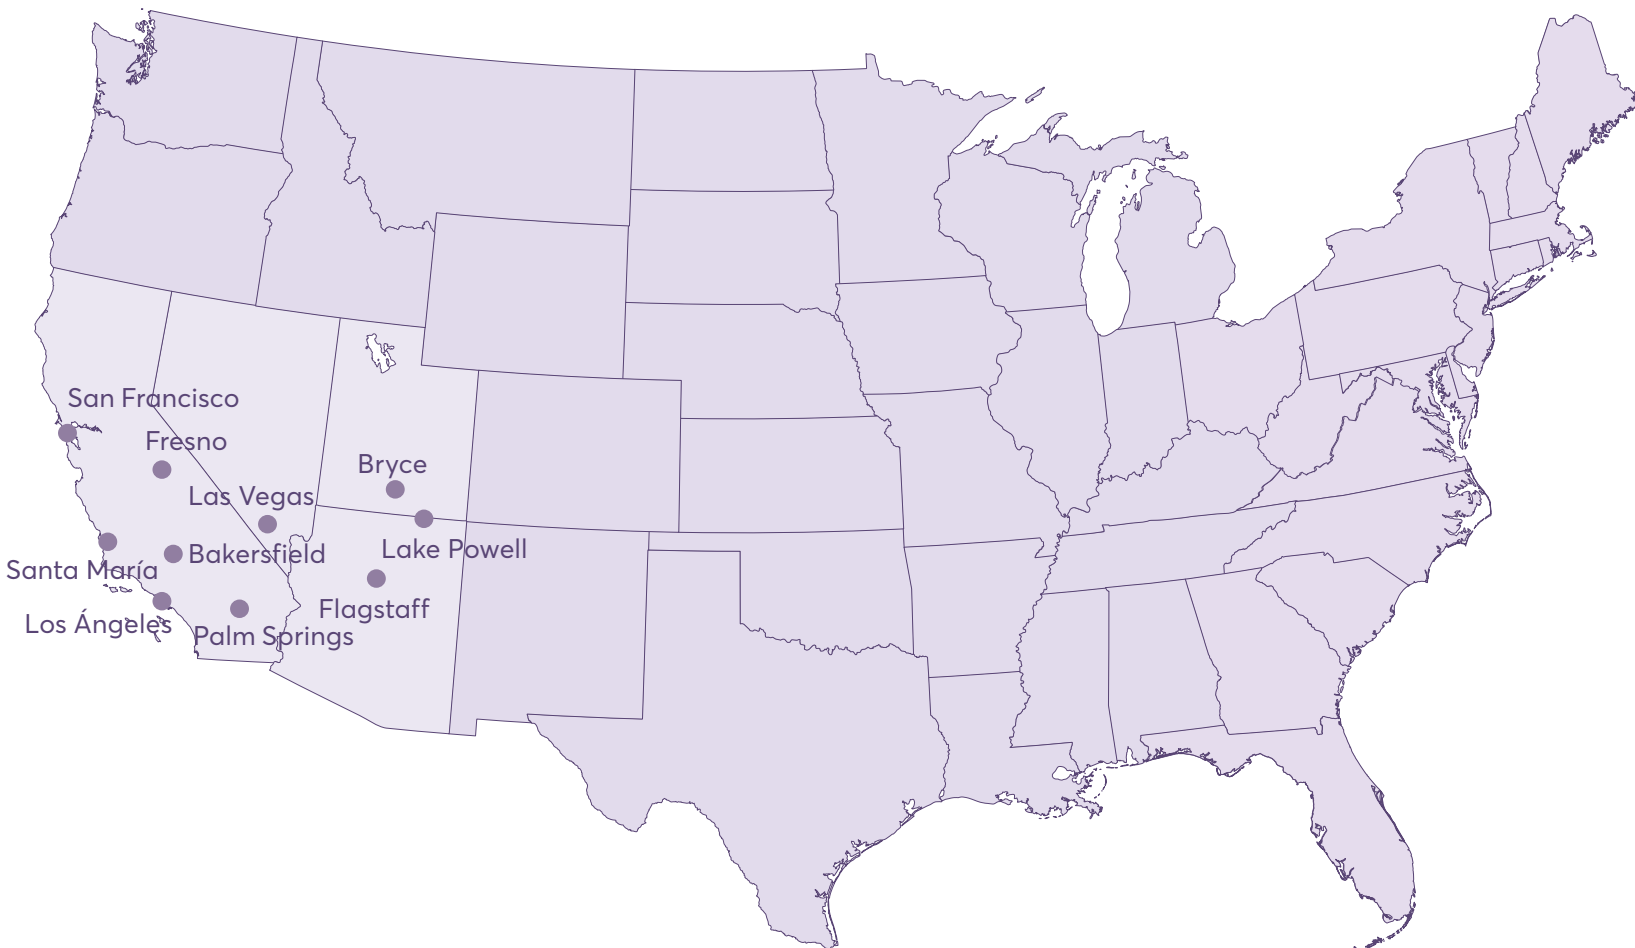 San Francisco
Fresno
Bryce
Las Vegas
Lake Powell
Bakersfield
Santa María
Flagstaff
Los Ángeles
Palm Springs